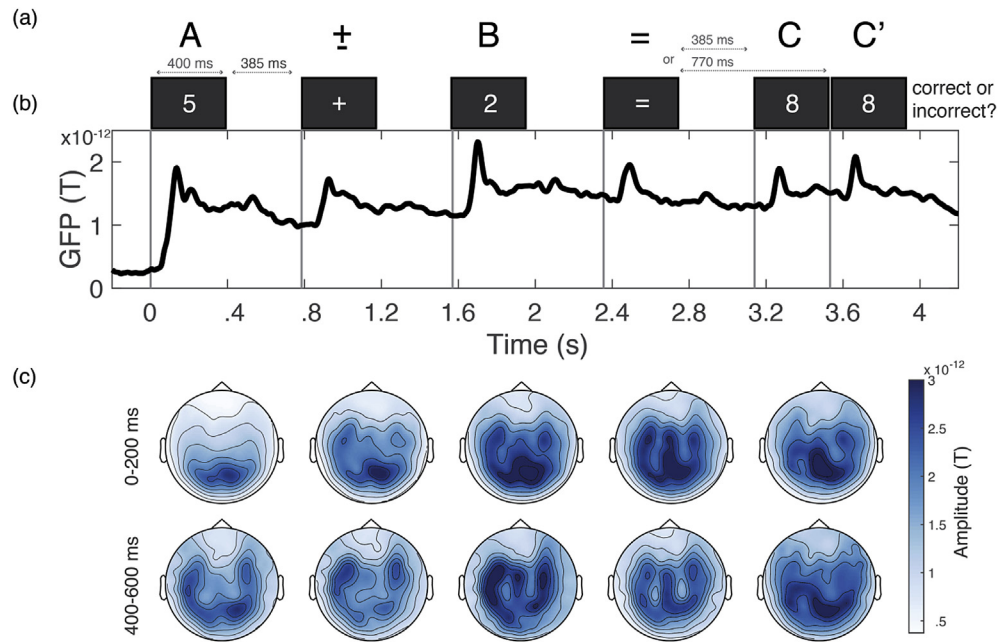 (a)
A ± B = C C’
400 ms 385 ms or 385 ms 770 ms
(b)
5 + 2 = 8 8 correct or incorrect?
x10⁻¹²
GFP (T)
2
1
0
0 .4 .8 1.2 1.6 2 2.4 2.8 3.2 3.6 4
Time (s)
(c)
0-200 ms
400-600 ms
x 10⁻¹²
3
2.5
2
1.5
1
.5
Amplitude (T)